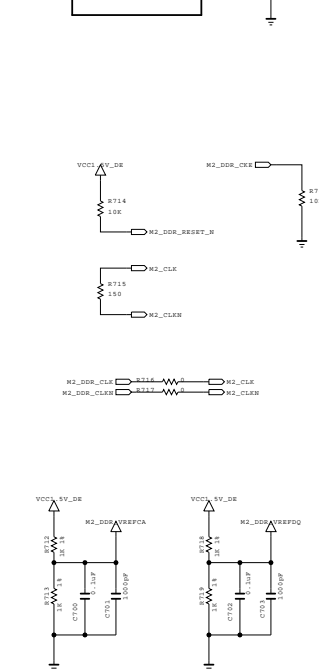 VCC1.5V_DE
M2_DDR_CKE
R714
10K
M2_DDR_RESET_N
M2_CLK
R715
150
M2_CLKN
M2_DDR_CLK R716 0 M2_CLK
M2_DDR_CLKN R717 0 M2_CLKN
VCC1.5V_DE
VCC1.5V_DE
M2_DDR_VREFCA
M2_DDR_VREFDQ
R712
1K 1%
R718
1K 1%
R713
1K 1%
C700
0.1uF
C701
1000pF
R719
1K 1%
C702
0.1uF
C703
1000pF